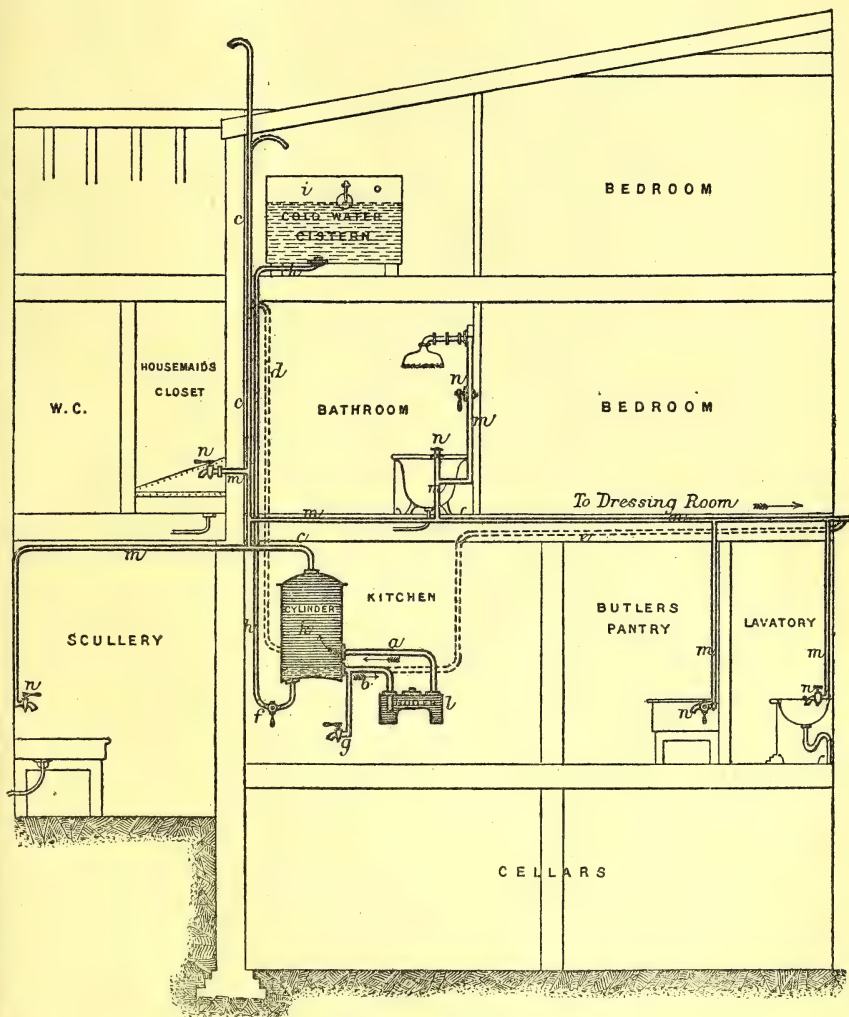 BEDROOM
i
COLD WATER
CISTERN
c
h
d
HOUSEMAIDS
CLOSET
W.C.
c
BATHROOM
n
m
BEDROOM
n
n
m
m
m
To Dressing Room
m
c
e
m
KITCHEN
CYLINDER
BUTLERS
PANTRY
LAVATORY
SCULLERY
h
k
a
m
m
b
n
f
BOILER
l
n
n
g
CELLARS